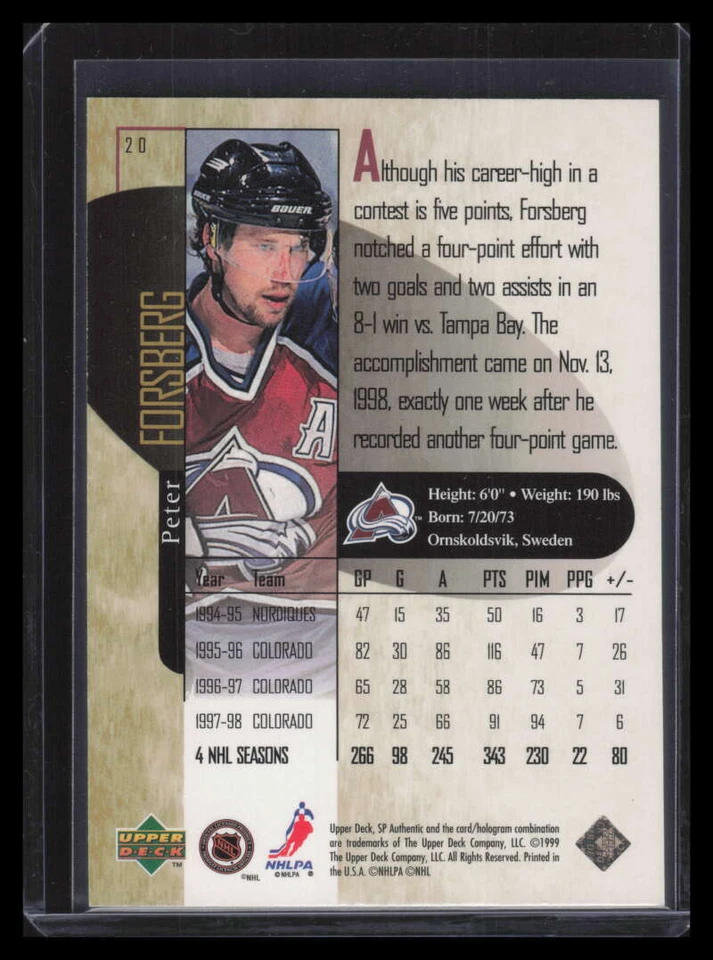 20
BAUER
FORSBERG
Peter
A
Although his career-high in a
contest is five points, Forsberg
notched a four-point effort with
two goals and two assists in an
8-1 win vs. Tampa Bay. The
accomplishment came on Nov. 13,
1998, exactly one week after he
recorded another four-point game.
Height: 6'0" • Weight: 190 lbs
Born: 7/20/73
Ornskoldsvik, Sweden
Year Team GP G A PTS PIM PPG +/-
1994-95 NORDIQUES 47 15 35 50 16 3 17
1995-96 COLORADO 82 30 86 116 47 7 26
1996-97 COLORADO 65 28 58 86 73 5 31
1997-98 COLORADO 72 25 66 91 94 7 6
4 NHL SEASONS 266 98 245 343 230 22 80
UPPER
DECK
™
NHL
©NHL
NHLPA
©NHLPA ®
Upper Deck, SP Authentic and the card/hologram combination
are trademarks of The Upper Deck Company, LLC. ©1999
The Upper Deck Company, LLC. All Rights Reserved. Printed in
the U.S.A. ©NHLPA ©NHL